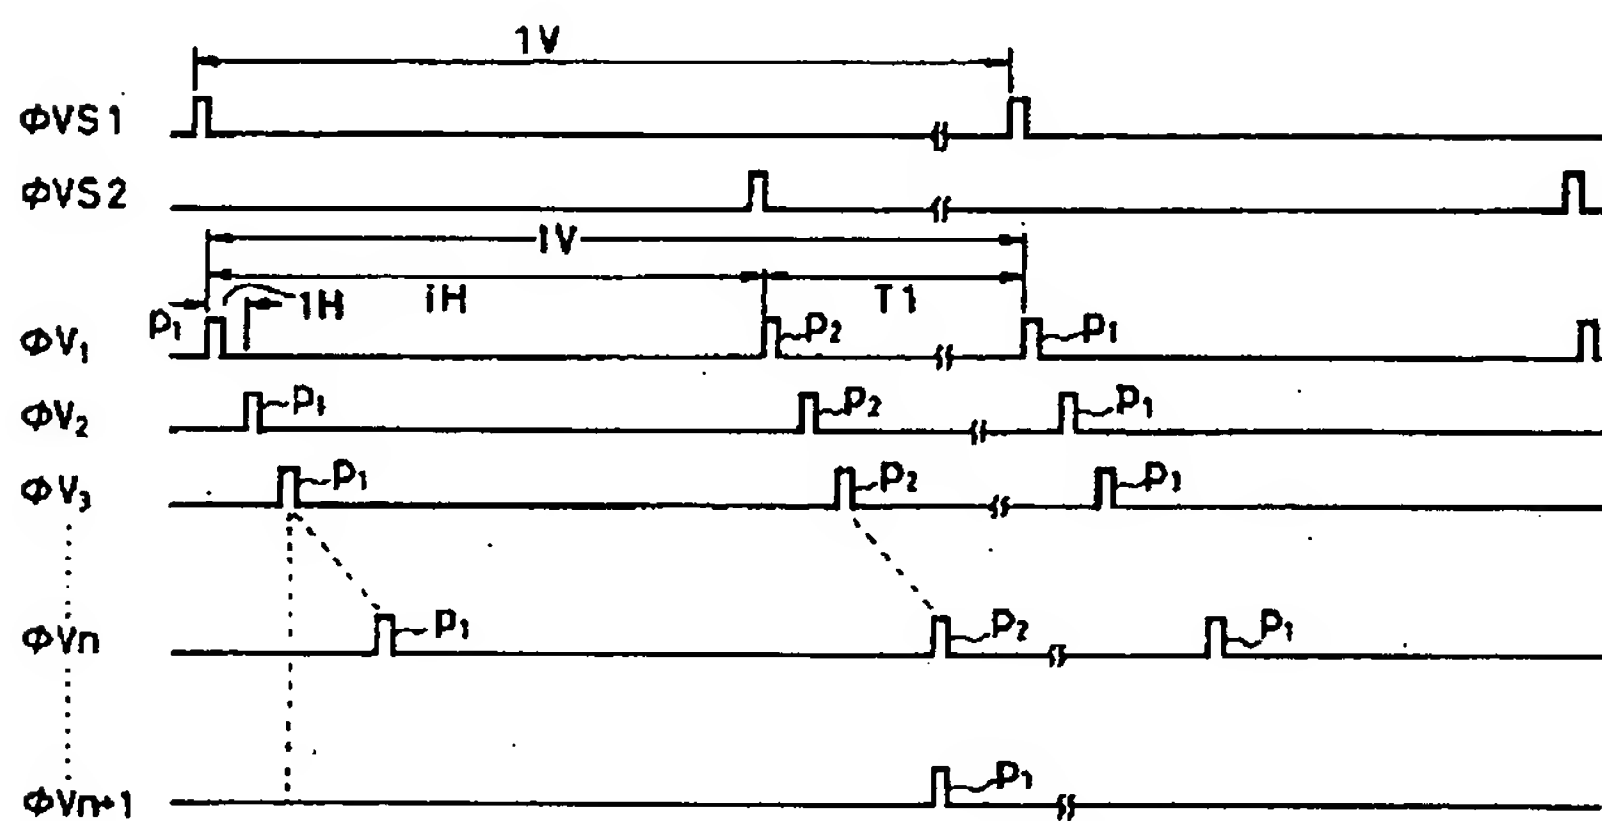 1V
ΦVS1
ΦVS2
1V
1H iH T1
p₁ p₂ p₁
ΦV₁
ΦV₂ p₁ p₂ p₁
ΦV₃ p₁ p₂ p₁
ΦVn p₁ p₂ p₁
ΦVn+1 p₁